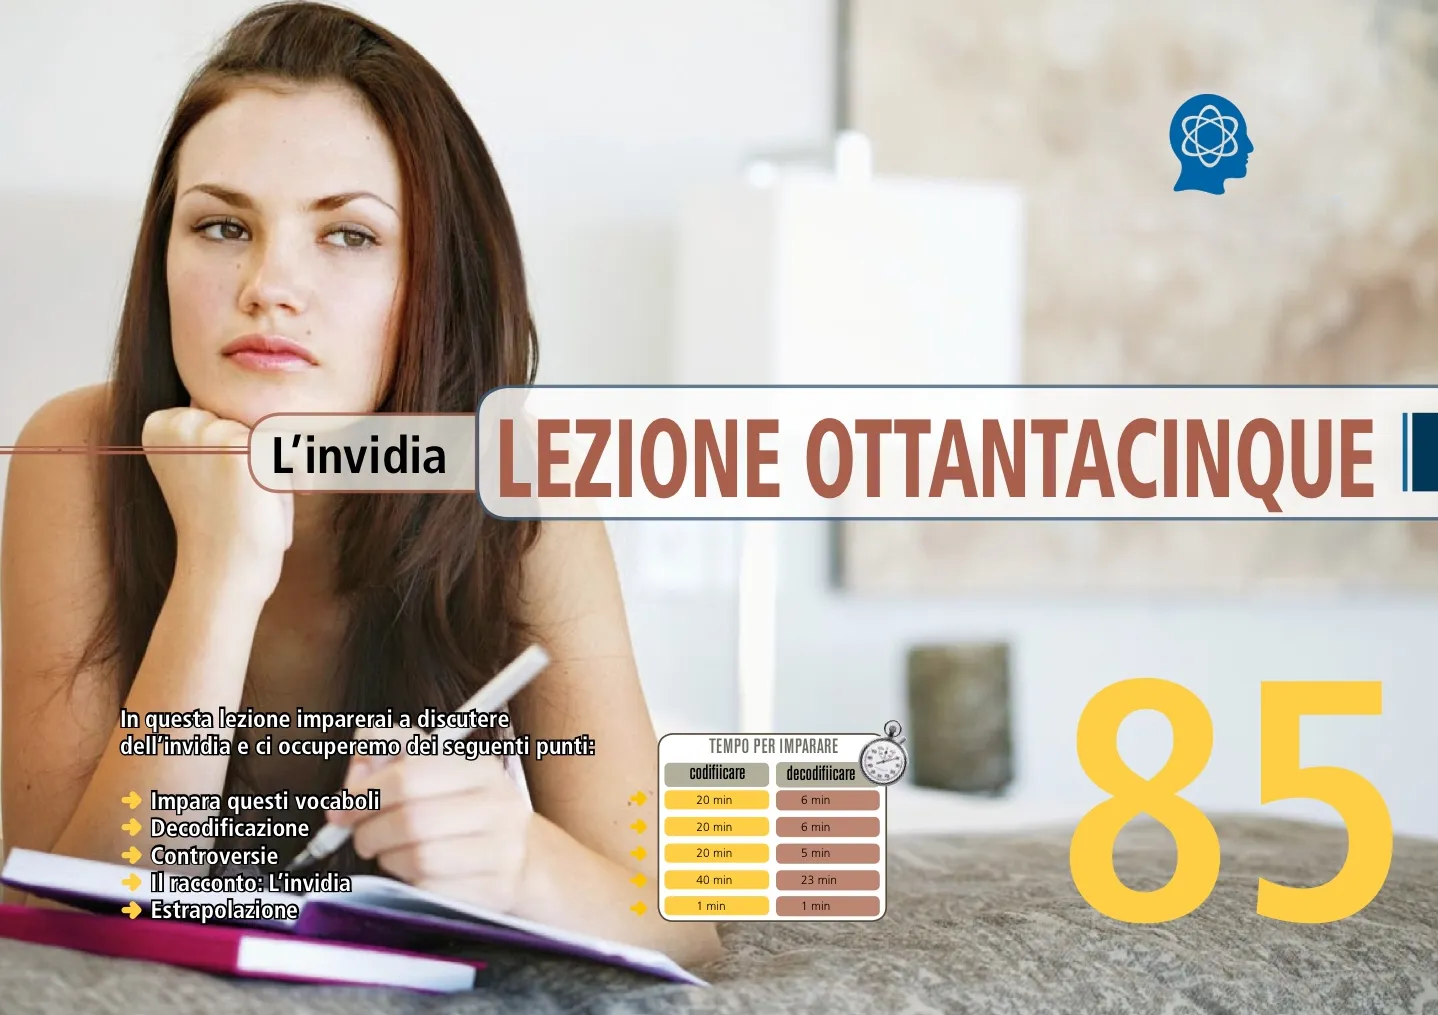 L'invidia
LEZIONE OTTANTACINQUE
In questa lezione imparerai a discutere
dell'invidia e ci occuperemo dei seguenti punti:
Impara questi vocaboli
Decodificazione
Controversie
Il racconto: L'invidia
Estrapolazione
TEMPO PER IMPARARE
codifiicare decodifiicare
20 min 6 min
20 min 6 min
20 min 5 min
40 min 23 min
1 min 1 min
85